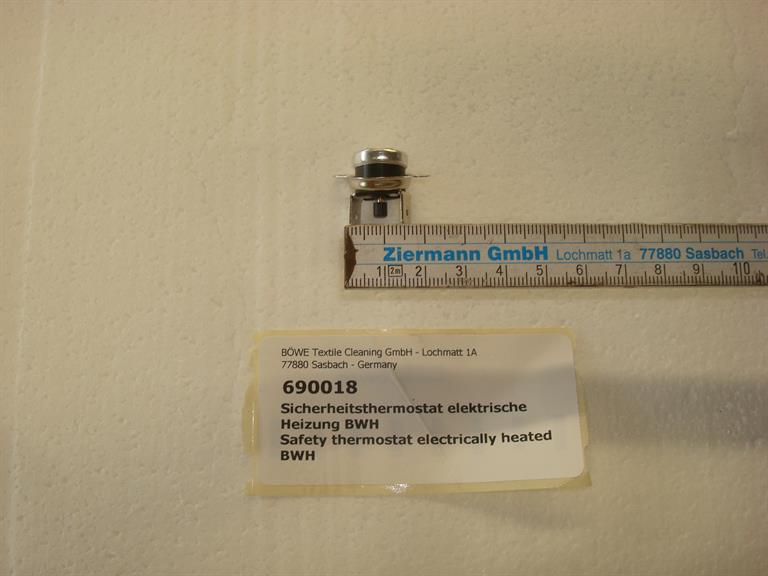 Ziermann GmbH Lochmatt 1a 77880 Sasbach Tel.
1 2m 2 3 4 5 6 7 8 9 10
BÖWE Textile Cleaning GmbH - Lochmatt 1A
77880 Sasbach - Germany
690018
Sicherheitsthermostat elektrische
Heizung BWH
Safety thermostat electrically heated
BWH